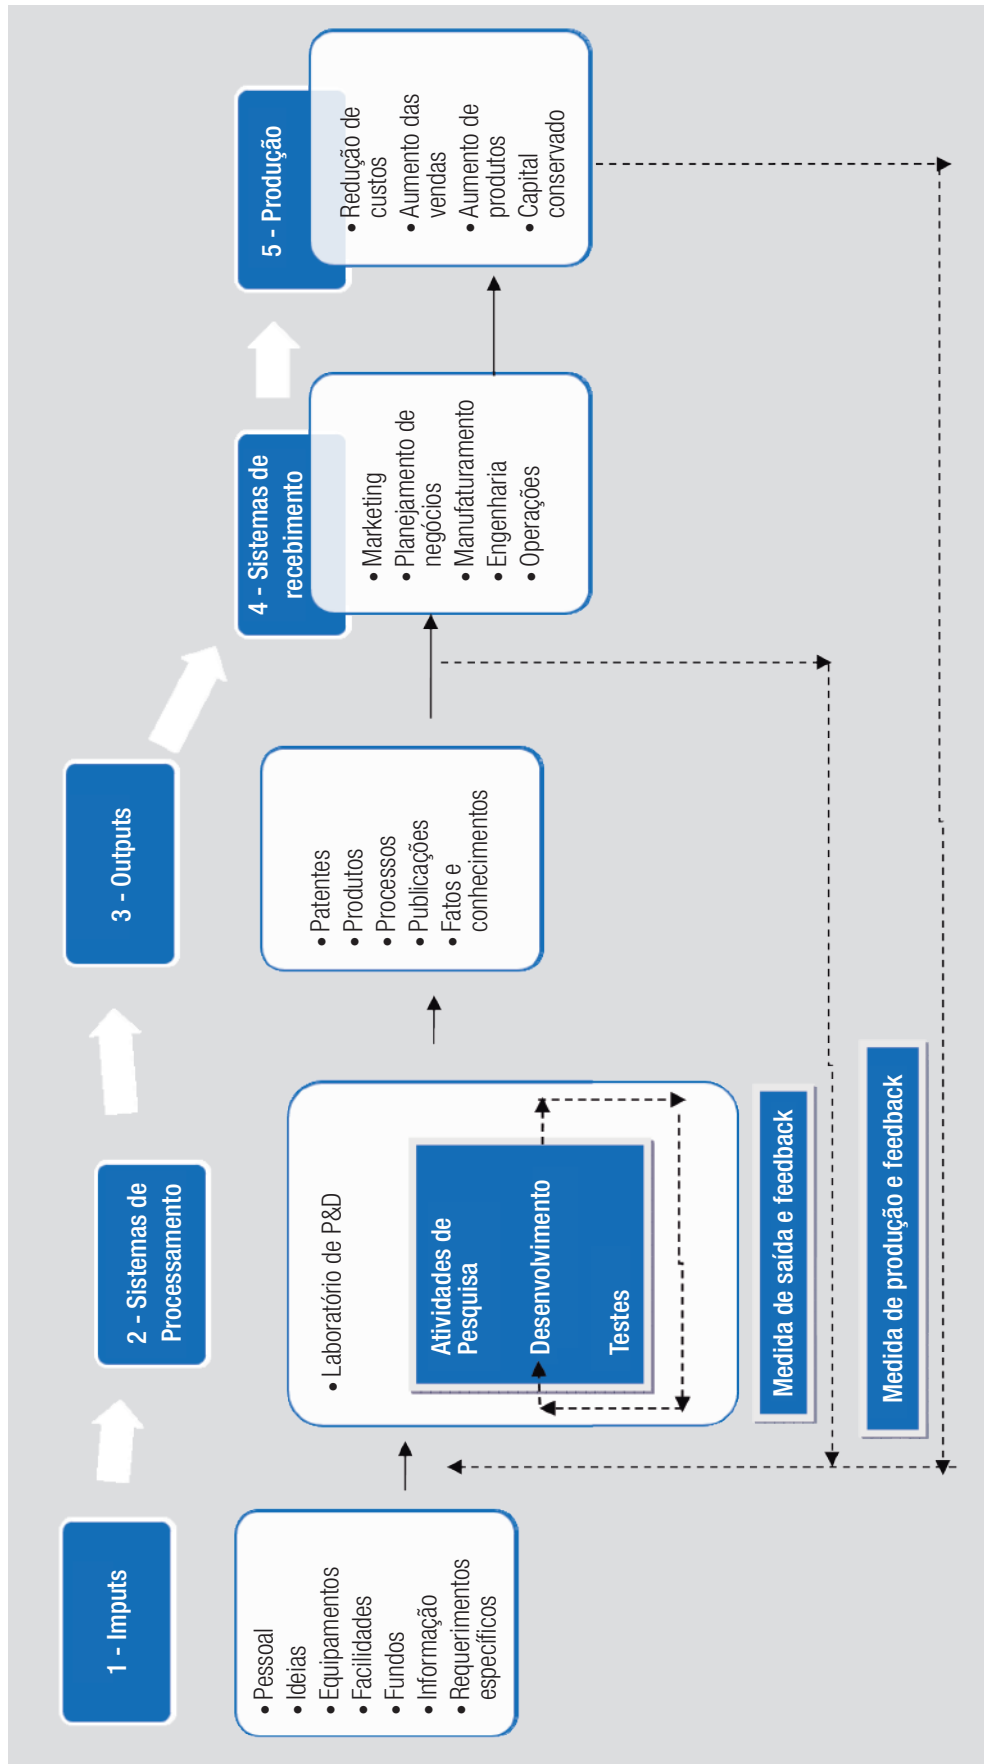 1 - Imputs
• Pessoal
• Ideias
• Equipamentos
• Facilidades
• Fundos
• Informação
• Requerimentos
específicos
2 - Sistemas de
Processamento
• Laboratório de P&D
Atividades de
Pesquisa
Desenvolvimento
Testes
3 - Outputs
• Patentes
• Produtos
• Processos
• Publicações
• Fatos e
conhecimentos
4 - Sistemas de
recebimento
• Marketing
• Planejamento de
negócios
• Manufaturamento
• Engenharia
• Operações
5 - Produção
• Redução de
custos
• Aumento das
vendas
• Aumento de
produtos
• Capital
conservado
Medida de saída e feedback
Medida de produção e feedback